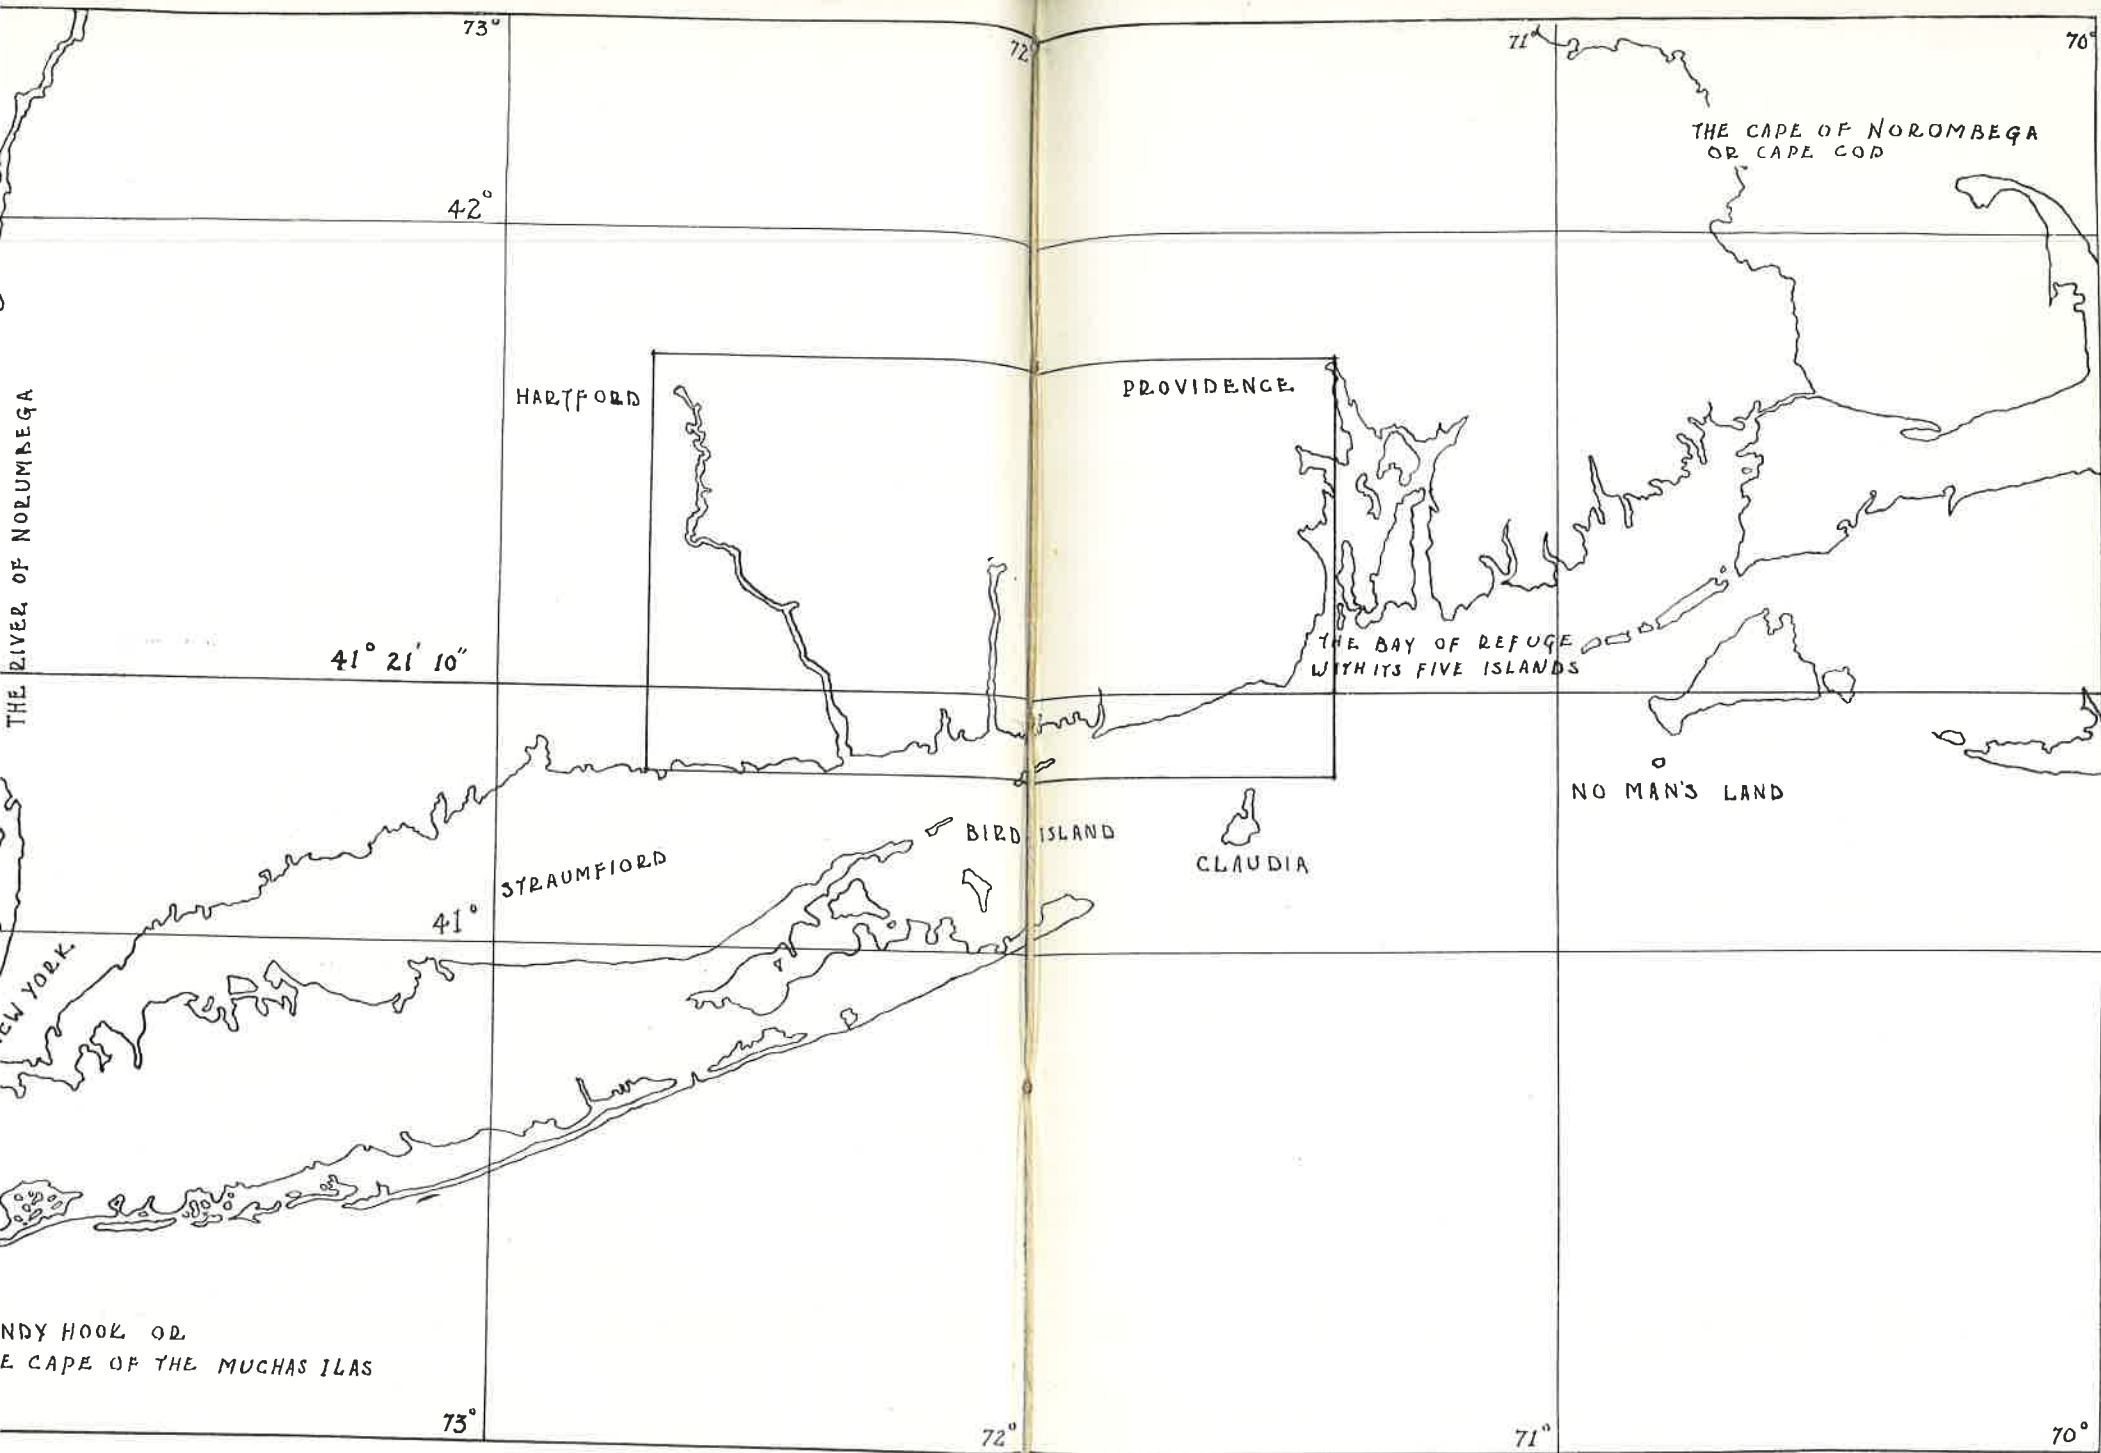 73°
72°
71°
70°
THE CAPE OF NOROMBEGA
OR CAPE COD
42°
HARTFORD
PROVIDENCE
THE RIVER OF NORUMBEGA
41° 21' 10"
THE BAY OF REFUGE
WITH ITS FIVE ISLANDS
NO MAN'S LAND
BIRD ISLAND
CLAUDIA
STRAUMFIORD
41°
EW YORK
NDY HOOK OR
E CAPE OF THE MUCHAS ILAS
73°
72°
71°
70°